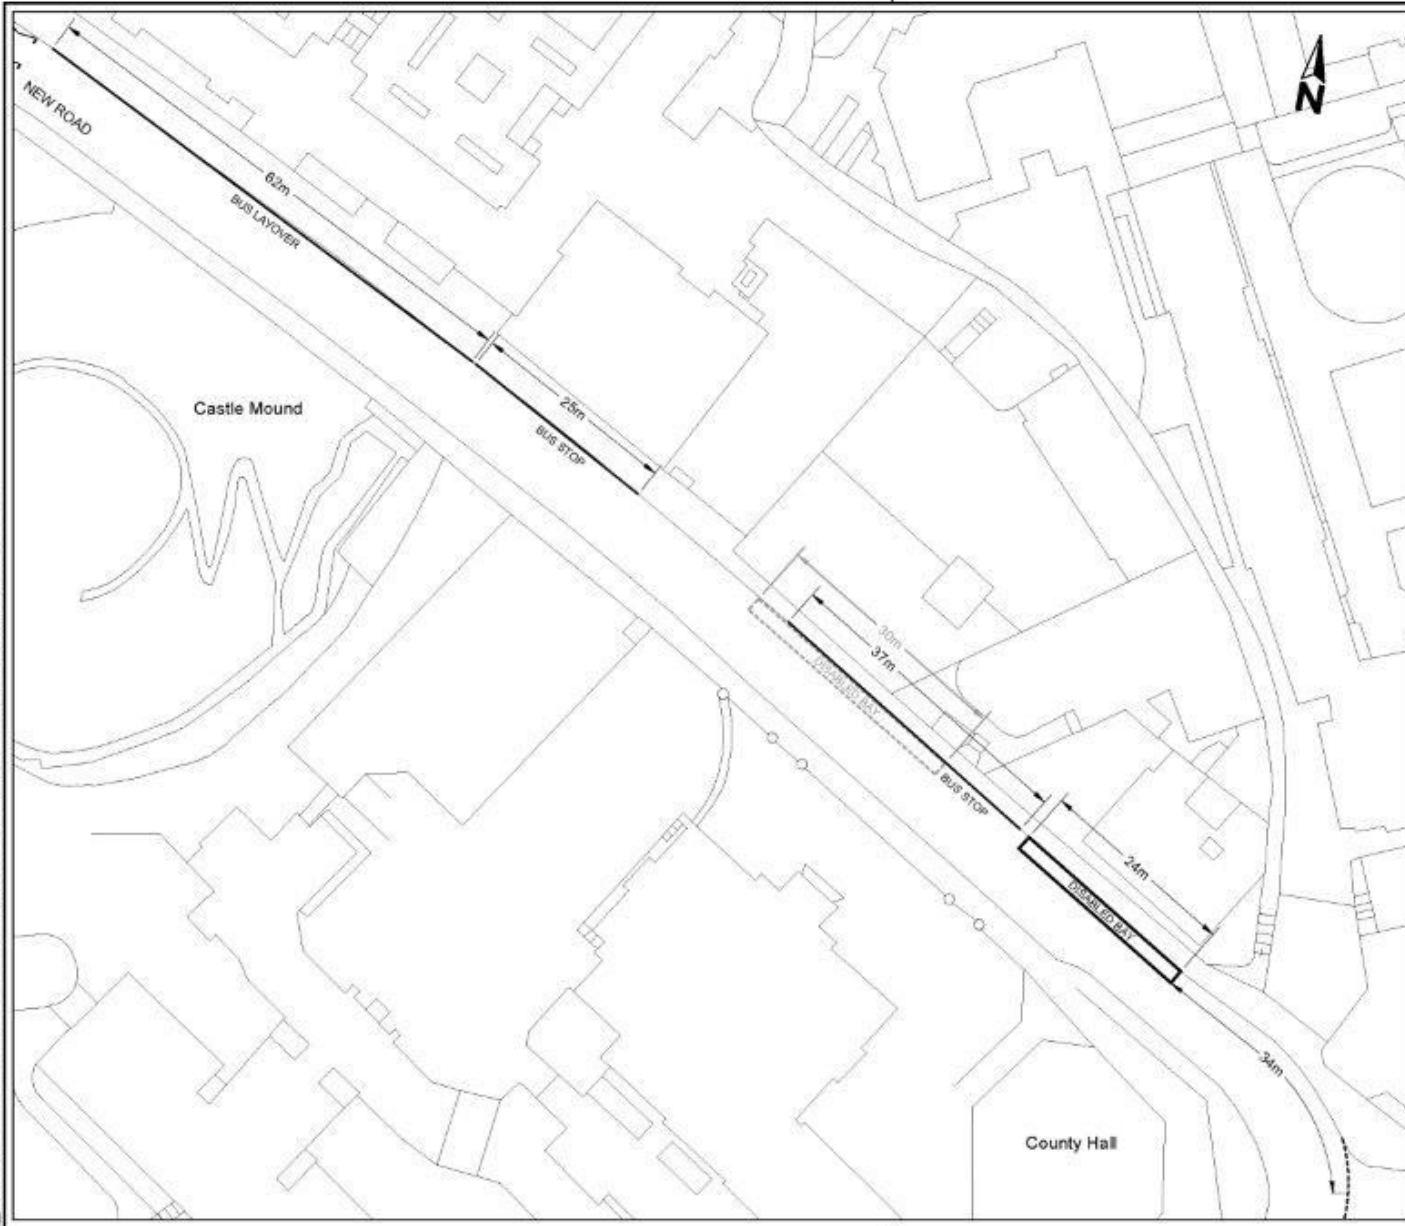 N
NEW ROAD
62m
BUS LAYOVER
Castle Mound
25m
BUS STOP
30m
37m
DISABLED BAY
BUS STOP
24m
DISABLED BAY
34m
County Hall